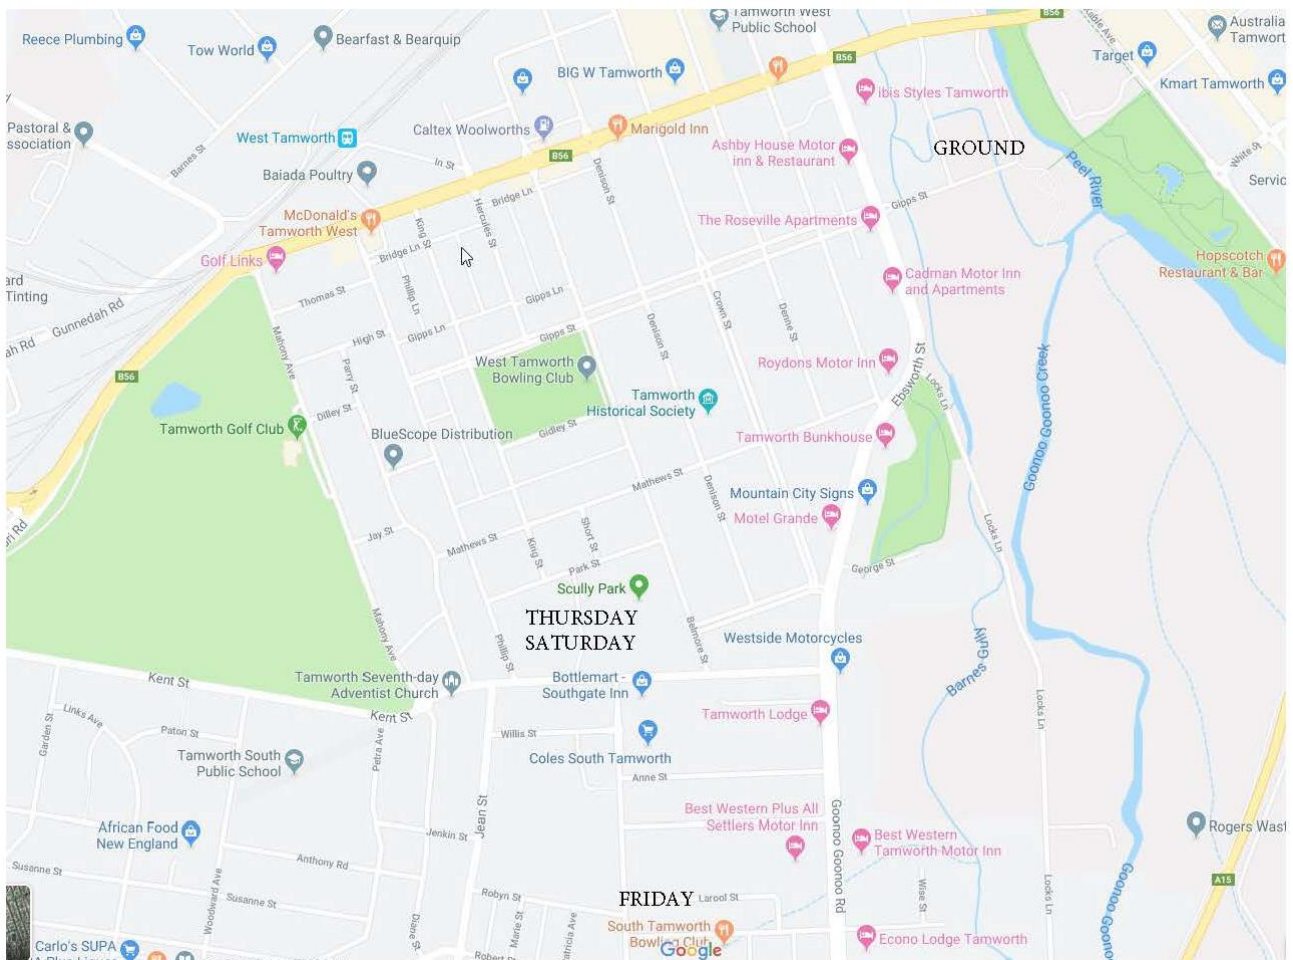 Tamworth West
Public School
B56
Australia
Tamwort
Reece Plumbing
Bearfast & Bearquip
Tow World
Target
Kmart Tamworth
BIG W Tamworth
B56
Ibis Styles Tamworth
Pastoral &
ssociation
West Tamworth
Caltex Woolworths
Marigold Inn
Ashby House Motor
inn & Restaurant
GROUND
White St
Servic
Barnes St
In St
B56
Baiada Poultry
Denison St
Peel River
Bridge Ln
Hercules St
King St
Gipps St
McDonald's
Tamworth West
The Roseville Apartments
Golf Links
Bridge Ln
Hopscotch
Restaurant & Bar
Cadman Motor Inn
and Apartments
ard
Tinting
Gunnedah Rd
ah Rd
Thomas St
Phillip Ln
Gipps Ln
Crown St
Denne St
Mahony Ave
High St
Gipps Ln
Gipps St
Denison St
Parry St
West Tamworth
Bowling Club
Roydons Motor Inn
Ebsworth St
Locks Ln
B56
Goonoo Goonoo Creek
Tamworth
Historical Society
Dilley St
Tamworth Golf Club
BlueScope Distribution
Gidley St
Tamworth Bunkhouse
Mathews St
Denison St
Mountain City Signs
Motel Grande
ri Rd
Jay St
Mathews St
King St
Short St
Locks Ln
Park St
George St
Scully Park
Mahony Ave
THURSDAY
SATURDAY
Phillip St
Belmore St
Westside Motorcycles
Barnes Gully
Kent St
Tamworth Seventh-day
Adventist Church
Bottlemart -
Southgate Inn
Kent St
Tamworth Lodge
Locks Ln
Links Ave
Garden St
Paton St
Petra Ave
Willis St
Tamworth South
Public School
Coles South Tamworth
Anne St
Jean St
Best Western Plus All
Settlers Motor Inn
Goonoo Goonoo Rd
Best Western
Tamworth Motor Inn
Rogers Wast
African Food
New England
Jenkin St
Anthony Rd
Susanne St
Woodward Ave
Susanne St
A15
Wise St
Locks Ln
Goonoo Goonoo
Robyn St
FRIDAY
Larool St
Diane St
Marie St
atricia Ave
South Tamworth
Bowling Club
Econo Lodge Tamworth
Carlo's SUPA
Robert St
Google